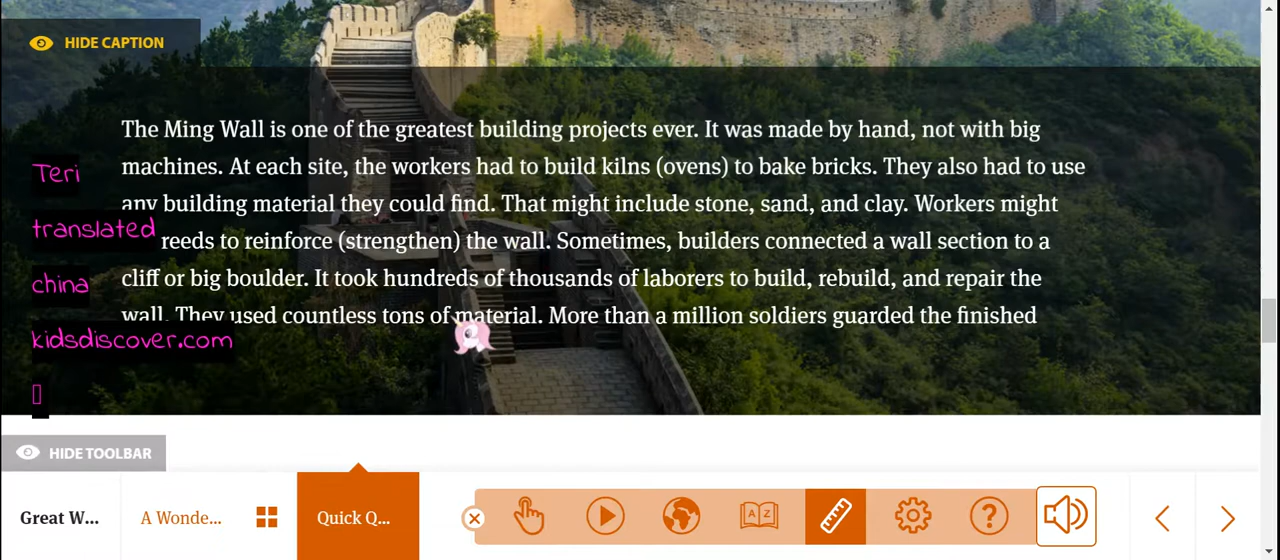 HIDE CAPTION
The Ming Wall is one of the greatest building projects ever. It was made by hand, not with big
machines. At each site, the workers had to build kilns (ovens) to bake bricks. They also had to use
any building material they could find. That might include stone, sand, and clay. Workers might
reeds to reinforce (strengthen) the wall. Sometimes, builders connected a wall section to a
cliff or big boulder. It took hundreds of thousands of laborers to build, rebuild, and repair the
wall. They used countless tons of material. More than a million soldiers guarded the finished
Teri
translated
china
kidsdiscover.com
HIDE TOOLBAR
Great W...
A Wonde...
Quick Q...
A Z
?